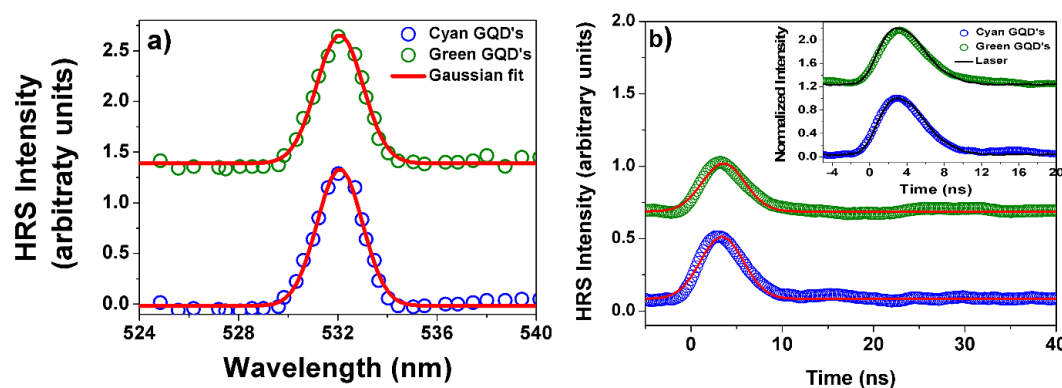 a)
HRS Intensity
(arbitraty units)
2.5
2.0
1.5
1.0
0.5
0.0
Cyan GQD's
Green GQD's
Gaussian fit
524 528 532 536 540
Wavelength (nm)
b)
HRS Intensity (arbitrary units)
2.0
1.5
1.0
0.5
0.0
0 10 20 30 40
Time (ns)
Normalized Intensity
2.0
1.6
1.2
0.8
0.4
0.0
Cyan GQD's
Green GQD's
Laser
-4 0 4 8 12 16 20
Time (ns)